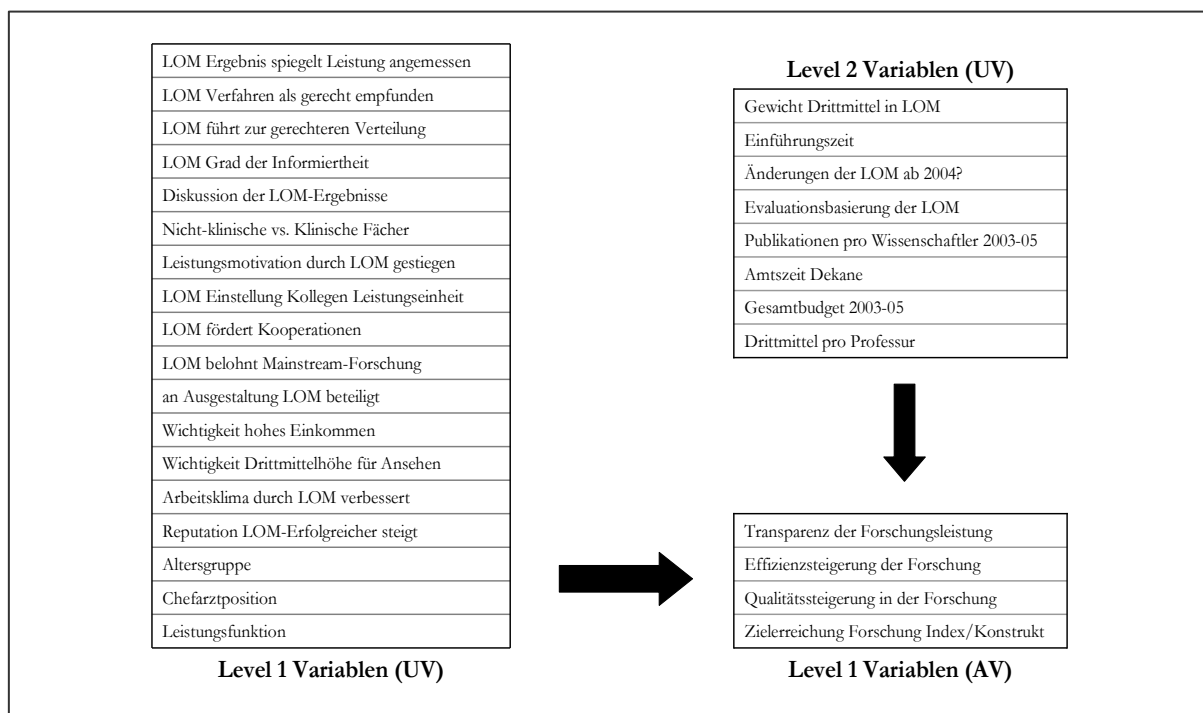 LOM Ergebnis spiegelt Leistung angemessen
LOM Verfahren als gerecht empfunden
LOM führt zur gerechteren Verteilung
LOM Grad der Informiertheit
Diskussion der LOM-Ergebnisse
Nicht-klinische vs. Klinische Fächer
Leistungsmotivation durch LOM gestiegen
LOM Einstellung Kollegen Leistungseinheit
LOM fördert Kooperationen
LOM belohnt Mainstream-Forschung
an Ausgestaltung LOM beteiligt
Wichtigkeit hohes Einkommen
Wichtigkeit Drittmittelhöhe für Ansehen
Arbeitsklima durch LOM verbessert
Reputation LOM-Erfolgreicher steigt
Altersgruppe
Chefarztposition
Leistungsfunktion
Level 1 Variablen (UV)
Level 2 Variablen (UV)
Gewicht Drittmittel in LOM
Einführungszeit
Änderungen der LOM ab 2004?
Evaluationsbasierung der LOM
Publikationen pro Wissenschaftler 2003-05
Amtszeit Dekane
Gesamtbudget 2003-05
Drittmittel pro Professur
Transparenz der Forschungsleistung
Effizienzsteigerung der Forschung
Qualitätssteigerung in der Forschung
Zielerreichung Forschung Index/Konstrukt
Level 1 Variablen (AV)